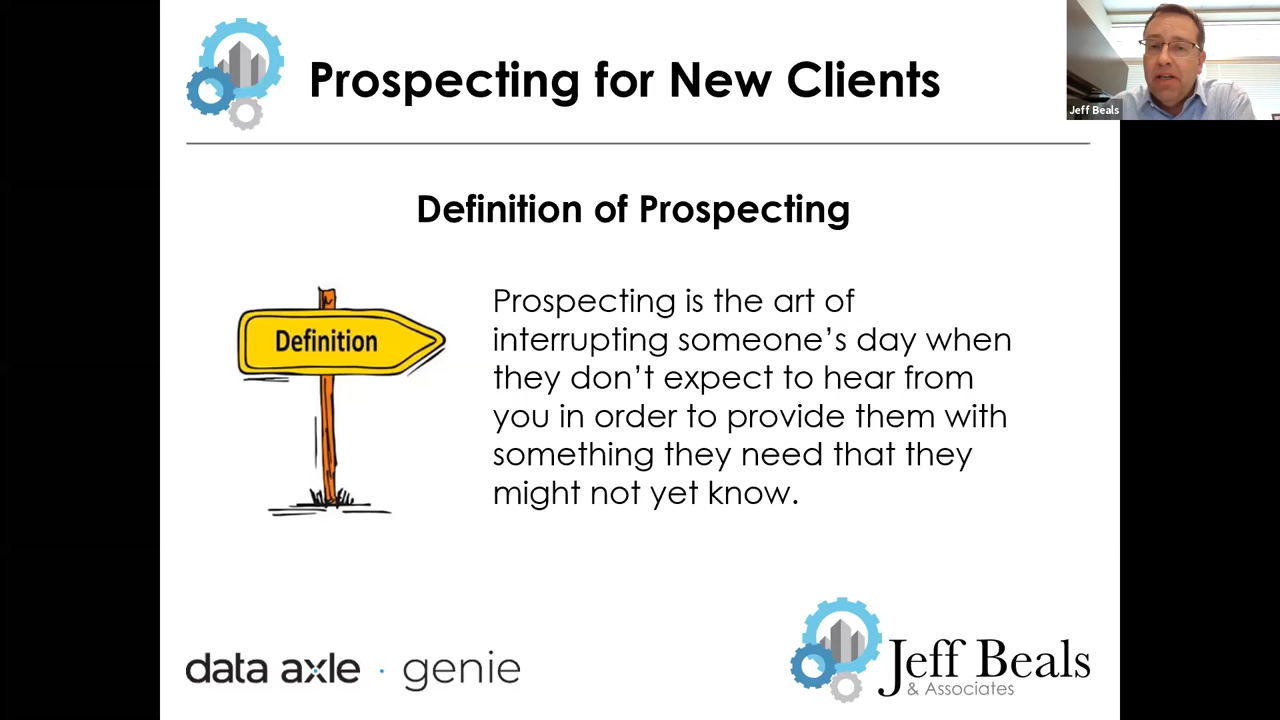 Prospecting for New Clients
Jeff Beals
Definition of Prospecting
Definition
Prospecting is the art of
interrupting someone’s day when
they don’t expect to hear from
you in order to provide them with
something they need that they
might not yet know.
data axle · genie
Jeff Beals
& Associates